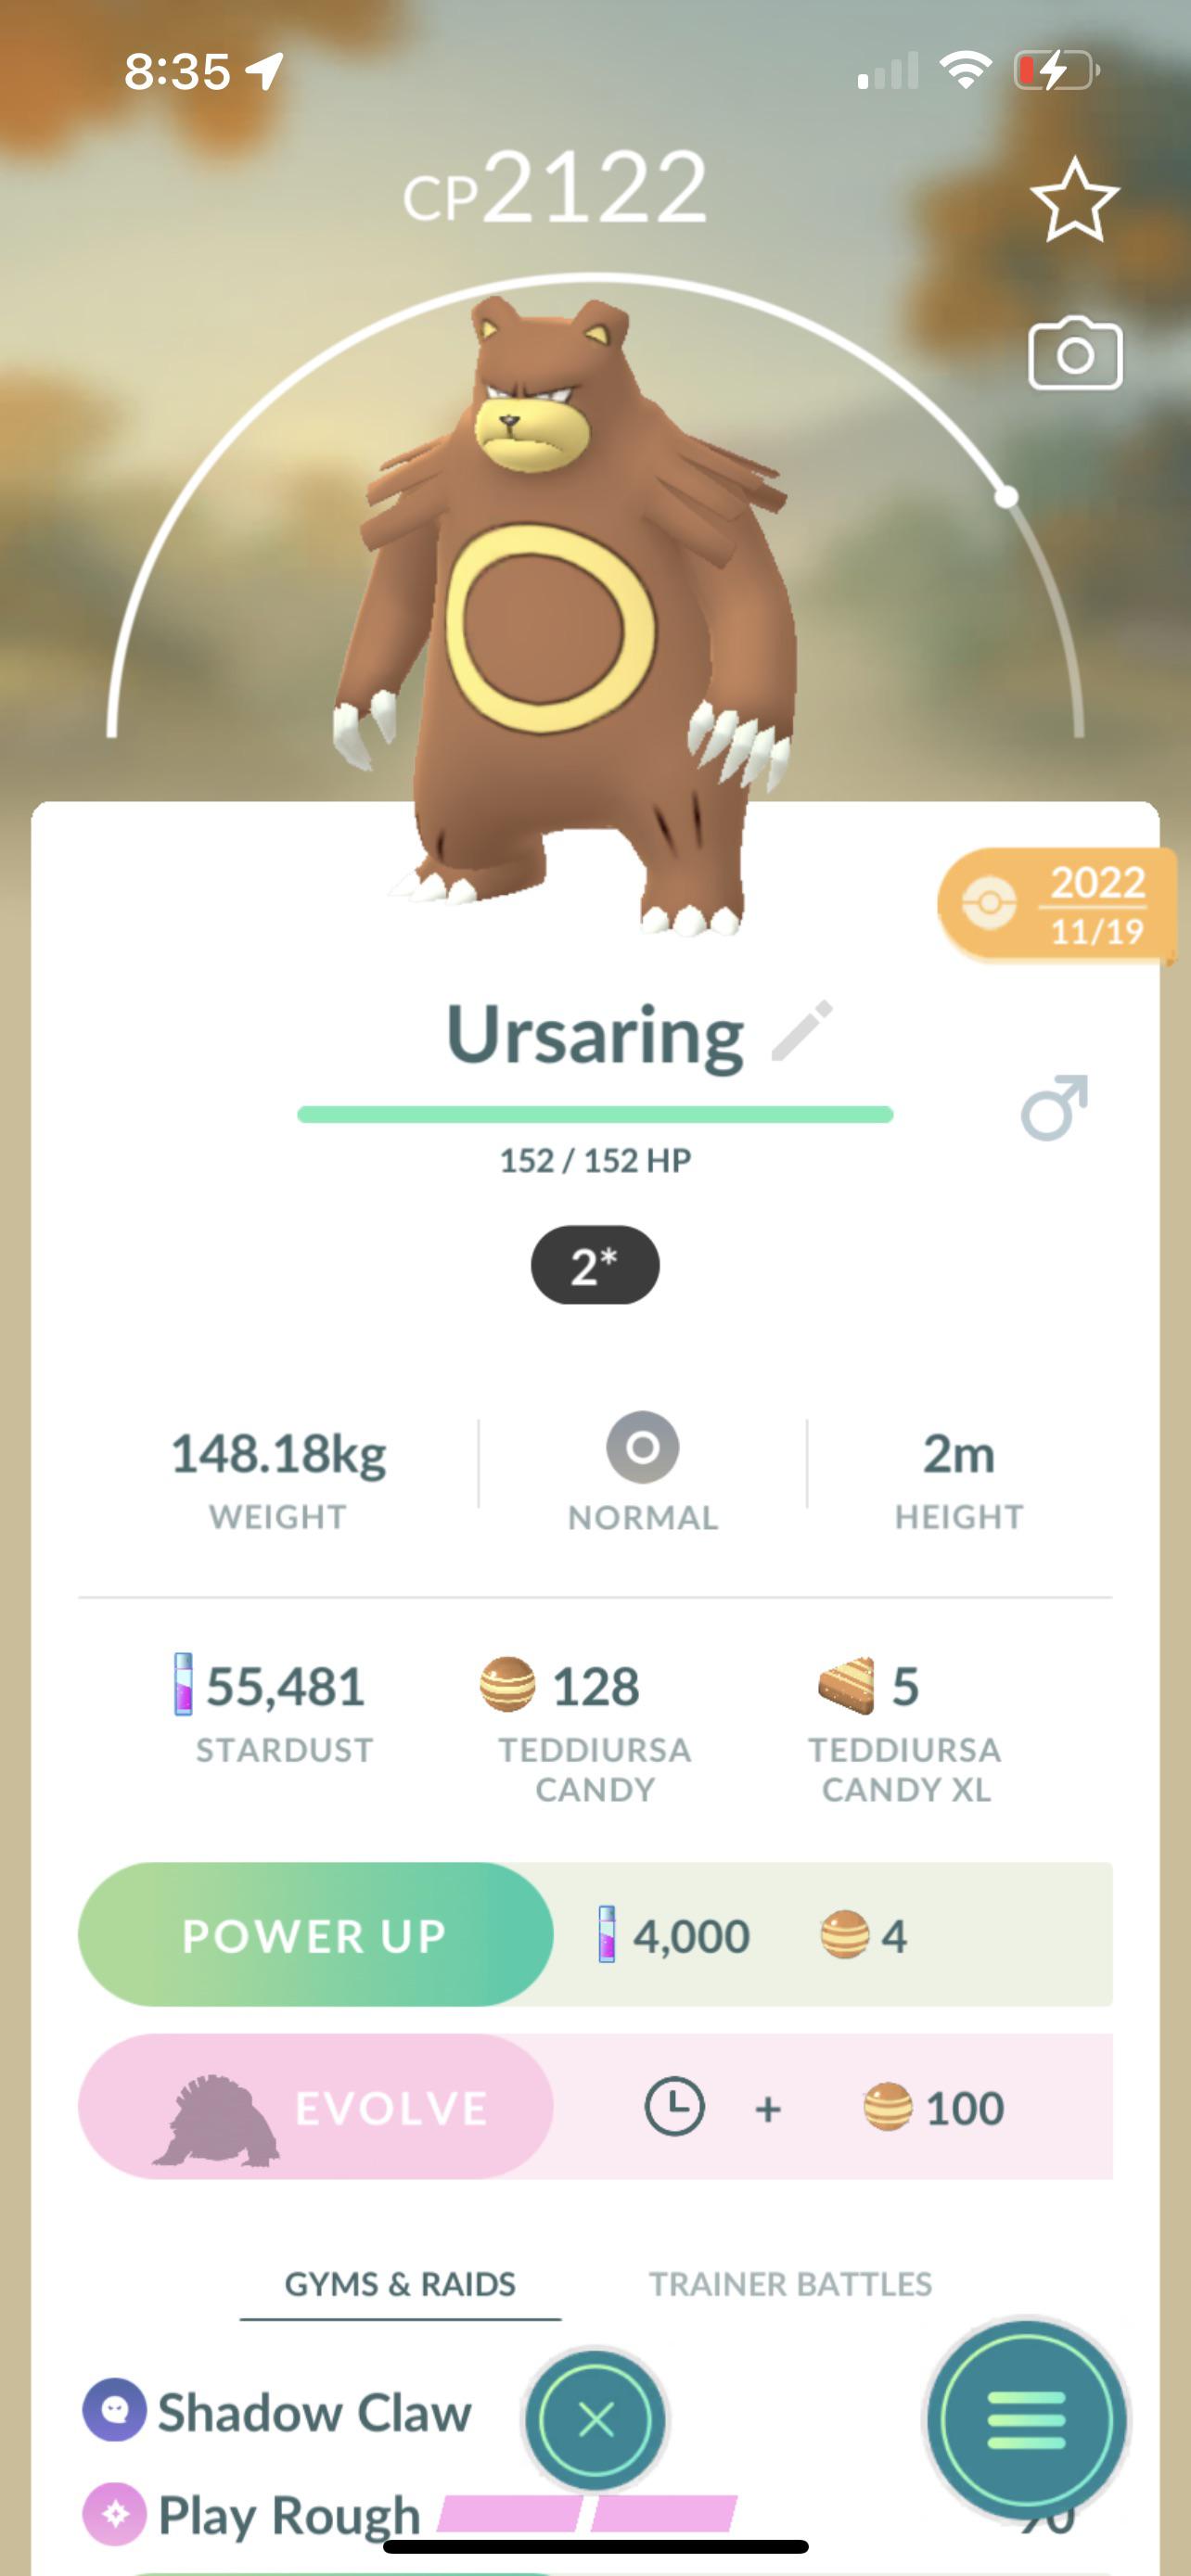 8:35
CP2122
2022
11/19
Ursaring
152 / 152 HP
2*
148.18kg
WEIGHT
NORMAL
2m
HEIGHT
55,481
STARDUST
128
TEDDIURSA
CANDY
5
TEDDIURSA
CANDY XL
POWER UP
4,000
4
EVOLVE
+
100
GYMS & RAIDS
TRAINER BATTLES
Shadow Claw
Play Rough
90